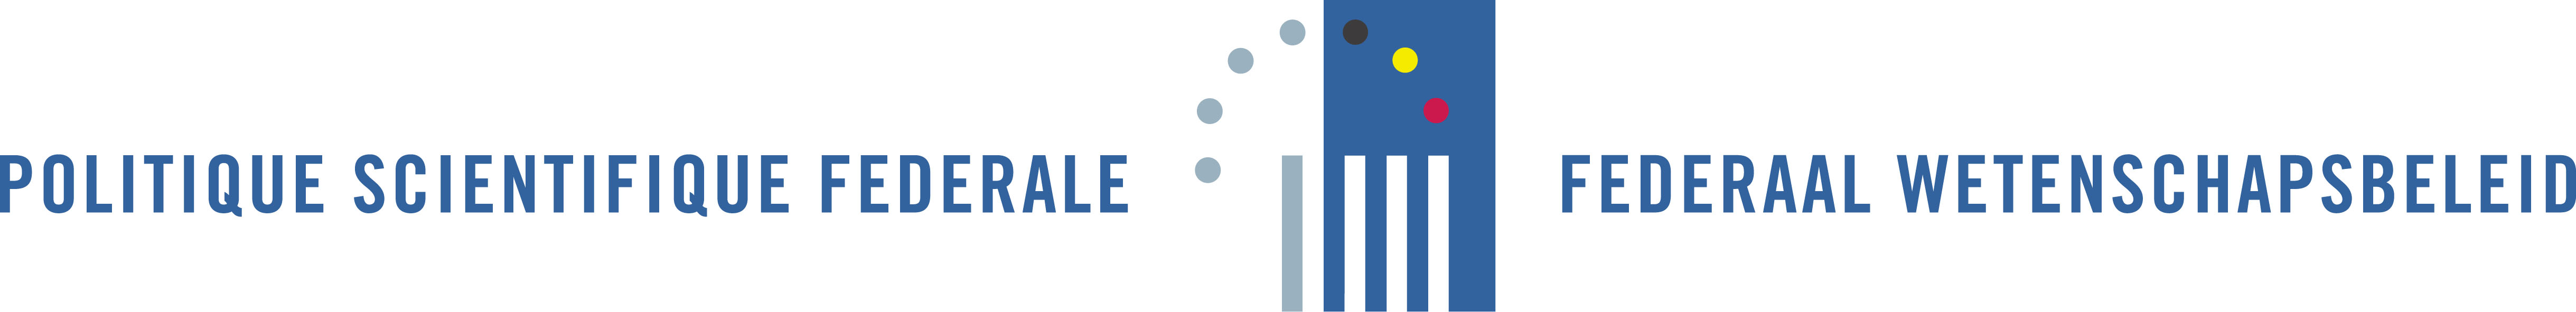 POLITIQUE SCIENTIFIQUE FEDERALE
FEDERAAL WETENSCHAPSBELEID